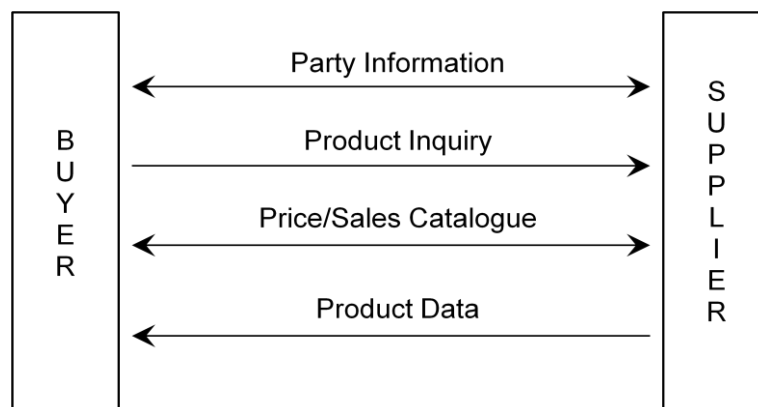 Party Information
BUYER
Product Inquiry
Price/Sales Catalogue
Product Data
SUPPLIER